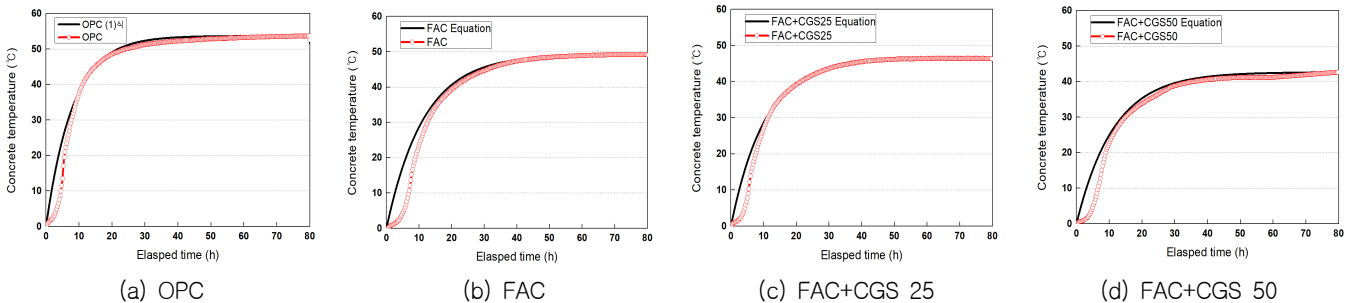 OPC (1)식
OPC
Concrete temperature (℃)
60
50
40
30
20
10
0
0 10 20 30 40 50 60 70 80
Elasped time (h)
(a) OPC
FAC Equation
FAC
Concrete temperature (℃)
60
50
40
30
20
10
0
0 10 20 30 40 50 60 70 80
Elasped time (h)
(b) FAC
FAC+CGS25 Equation
FAC+CGS25
Concrete temperature (℃)
60
50
40
30
20
10
0
0 10 20 30 40 50 60 70 80
Elasped time (h)
(c) FAC+CGS 25
FAC+CGS50 Equation
FAC+CGS50
Concrete temperature (℃)
60
50
40
30
20
10
0
0 10 20 30 40 50 60 70 80
Elasped time (h)
(d) FAC+CGS 50